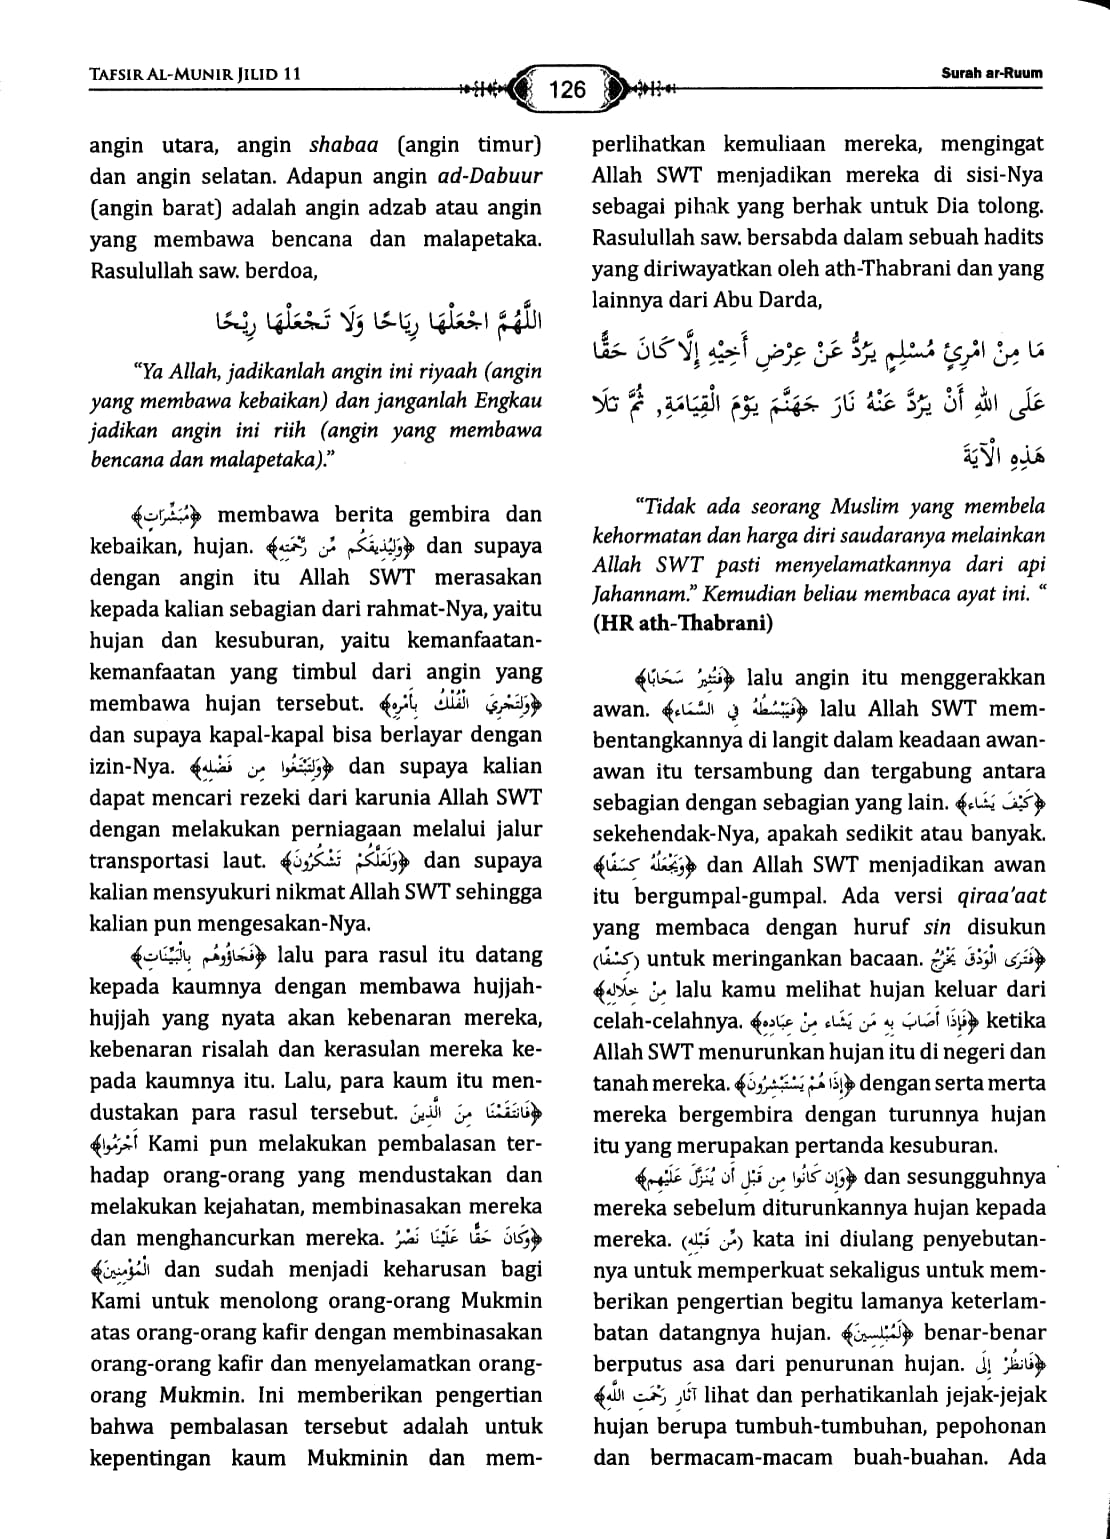 TAFSIR AL-MUNIR JILID 11
126
Surah ar-Ruum
angin utara, angin shabaa (angin timur)
dan angin selatan. Adapun angin ad-Dabuur
(angin barat) adalah angin adzab atau angin
yang membawa bencana dan malapetaka.
Rasulullah saw. berdoa,
اللَّهُمَّ اجْعَلْهَا رِيَاحًا وَلَا تَجْعَلْهَا رِيْحًا
“Ya Allah, jadikanlah angin ini riyaah (angin
yang membawa kebaikan) dan janganlah Engkau
jadikan angin ini riih (angin yang membawa
bencana dan malapetaka).”
﴿مُبَشِّرَاتٍ﴾ membawa berita gembira dan
kebaikan, hujan. ﴿وَلِيُذِيقَكُم مِّن رَّحْمَتِهِ﴾ dan supaya
dengan angin itu Allah SWT merasakan
kepada kalian sebagian dari rahmat-Nya, yaitu
hujan dan kesuburan, yaitu kemanfaatan-
kemanfaatan yang timbul dari angin yang
membawa hujan tersebut. ﴿وَلِتَجْرِيَ الْفُلْكُ بِأَمْرِهِ﴾
dan supaya kapal-kapal bisa berlayar dengan
izin-Nya. ﴿وَلِتَبْتَغُوا مِن فَضْلِهِ﴾ dan supaya kalian
dapat mencari rezeki dari karunia Allah SWT
dengan melakukan perniagaan melalui jalur
transportasi laut. ﴿وَلَعَلَّكُمْ تَشْكُرُونَ﴾ dan supaya
kalian mensyukuri nikmat Allah SWT sehingga
kalian pun mengesakan-Nya.
﴿فَجَاؤُوهُم بِالْبَيِّنَاتِ﴾ lalu para rasul itu datang
kepada kaumnya dengan membawa hujjah-
hujjah yang nyata akan kebenaran mereka,
kebenaran risalah dan kerasulan mereka ke-
pada kaumnya itu. Lalu, para kaum itu men-
dustakan para rasul tersebut. ﴿فَانتَقَمْنَا مِنَ الَّذِينَ
أَجْرَمُوا﴾ Kami pun melakukan pembalasan ter-
hadap orang-orang yang mendustakan dan
melakukan kejahatan, membinasakan mereka
dan menghancurkan mereka. ﴿وَكَانَ حَقًّا عَلَيْنَا نَصْرُ
الْمُؤْمِنِينَ﴾ dan sudah menjadi keharusan bagi
Kami untuk menolong orang-orang Mukmin
atas orang-orang kafir dengan membinasakan
orang-orang kafir dan menyelamatkan orang-
orang Mukmin. Ini memberikan pengertian
bahwa pembalasan tersebut adalah untuk
kepentingan kaum Mukminin dan mem-
perlihatkan kemuliaan mereka, mengingat
Allah SWT menjadikan mereka di sisi-Nya
sebagai pihak yang berhak untuk Dia tolong.
Rasulullah saw. bersabda dalam sebuah hadits
yang diriwayatkan oleh ath-Thabrani dan yang
lainnya dari Abu Darda,
مَا مِنْ امْرِئٍ مُسْلِمٍ يَرُدُّ عَنْ عِرْضِ أَخِيْهِ إِلَّا كَانَ حَقًّا
عَلَى اللهِ أَنْ يَرُدَّ عَنْهُ نَارَ جَهَنَّمَ يَوْمَ الْقِيَامَةِ, ثُمَّ تَلَا
هَذِهِ الْآيَةَ
“Tidak ada seorang Muslim yang membela
kehormatan dan harga diri saudaranya melainkan
Allah SWT pasti menyelamatkannya dari api
Jahannam.” Kemudian beliau membaca ayat ini. “
(HR ath-Thabrani)
﴿فَتُثِيرُ سَحَابًا﴾ lalu angin itu menggerakkan
awan. ﴿فَيَبْسُطُهُ فِي السَّمَاءِ﴾ lalu Allah SWT mem-
bentangkannya di langit dalam keadaan awan-
awan itu tersambung dan tergabung antara
sebagian dengan sebagian yang lain. ﴿كَيْفَ يَشَاءُ﴾
sekehendak-Nya, apakah sedikit atau banyak.
﴿وَيَجْعَلُهُ كِسَفًا﴾ dan Allah SWT menjadikan awan
itu bergumpal-gumpal. Ada versi qiraa’aat
yang membaca dengan huruf sin disukun
(كِسْفًا) untuk meringankan bacaan. ﴿فَتَرَى الْوَدْقَ يَخْرُجُ
مِنْ خِلَالِهِ﴾ lalu kamu melihat hujan keluar dari
celah-celahnya. ﴿فَإِذَا أَصَابَ بِهِ مَن يَشَاءُ مِنْ عِبَادِهِ﴾ ketika
Allah SWT menurunkan hujan itu di negeri dan
tanah mereka. ﴿إِذَا هُمْ يَسْتَبْشِرُونَ﴾ dengan serta merta
mereka bergembira dengan turunnya hujan
itu yang merupakan pertanda kesuburan.
﴿وَإِن كَانُوا مِن قَبْلِ أَن يُنَزَّلَ عَلَيْهِم﴾ dan sesungguhnya
mereka sebelum diturunkannya hujan kepada
mereka. (مِّن قَبْلِهِ) kata ini diulang penyebutan-
nya untuk memperkuat sekaligus untuk mem-
berikan pengertian begitu lamanya keterlam-
batan datangnya hujan. ﴿لَمُبْلِسِينَ﴾ benar-benar
berputus asa dari penurunan hujan. ﴿فَانظُرْ إِلَى
آثَارِ رَحْمَتِ اللَّهِ﴾ lihat dan perhatikanlah jejak-jejak
hujan berupa tumbuh-tumbuhan, pepohonan
dan bermacam-macam buah-buahan. Ada